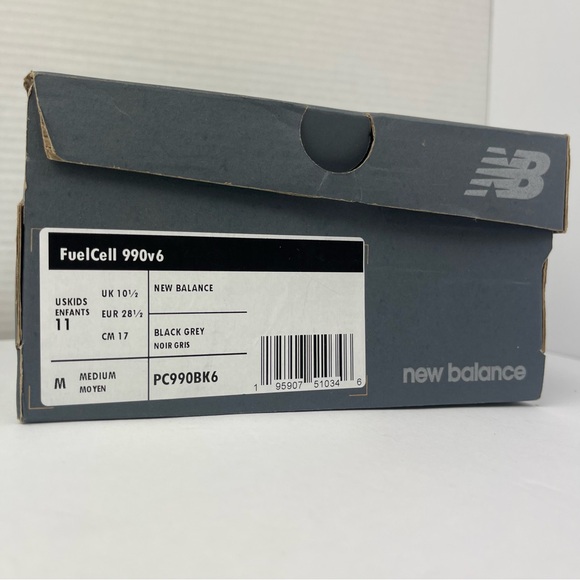 NB
FuelCell 990v6
USKIDS
ENFANTS
11
UK 10½
EUR 28½
CM 17
NEW BALANCE
BLACK GREY
NOIR GRIS
M MEDIUM
MOYEN
PC990BK6
1 95907 51034 6
new balance